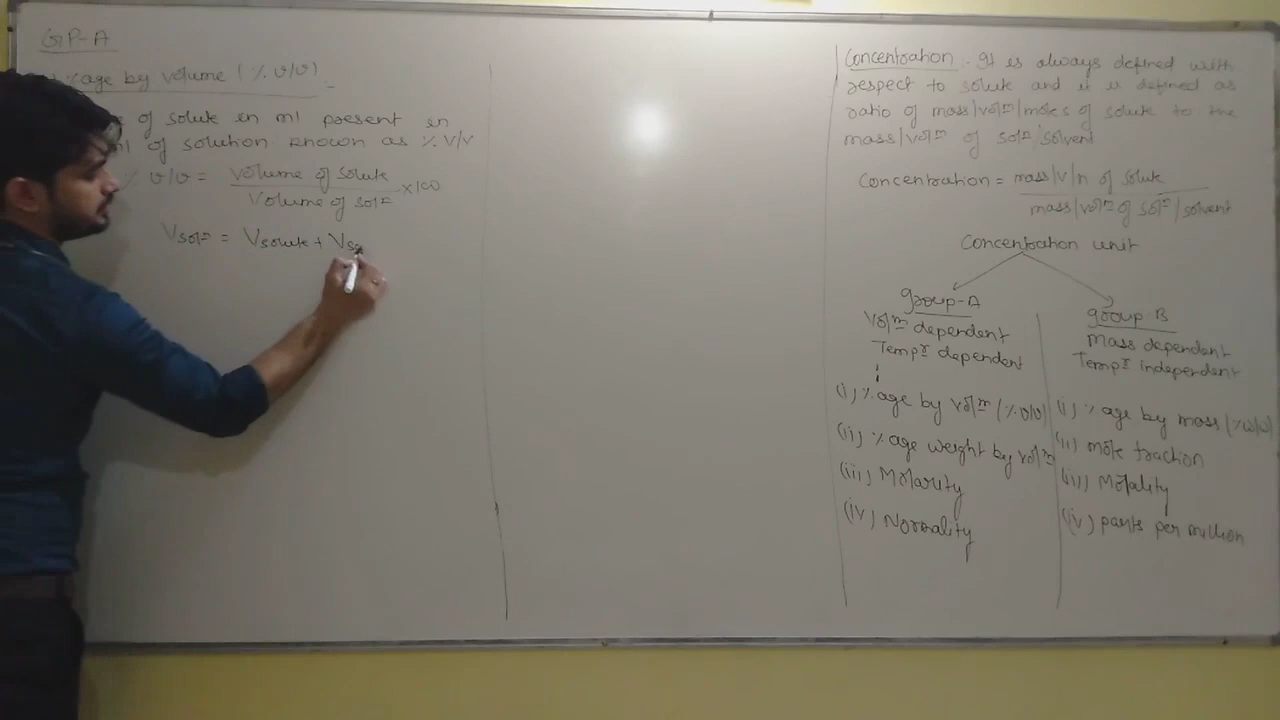 GP-A
%age by volume (% v/v)
of solute in ml present in
ml of solution known as % V/V
% v/v = volume of solute
Volume of solⁿ ×100
Vsolⁿ = Vsolute + Vso
Concentration :- It is always defined with
respect to solute and it is defined as
ratio of mass/volᵐ/moles of solute to the
mass/volᵐ of solⁿ/solvent
Concentration = mass/v/n of solute
mass/volᵐ of solⁿ/solvent
Concentration unit
group-A
Volᵐ dependent
Tempʳ dependent
(i) %age by volᵐ (% v/v)
(ii) %age weight by volᵐ
(iii) Molarity
(iv) Normality
group B
Mass dependent
Tempʳ independent
(i) % age by mass (% w/w)
(ii) mole fraction
(iii) Molality
(iv) parts per million